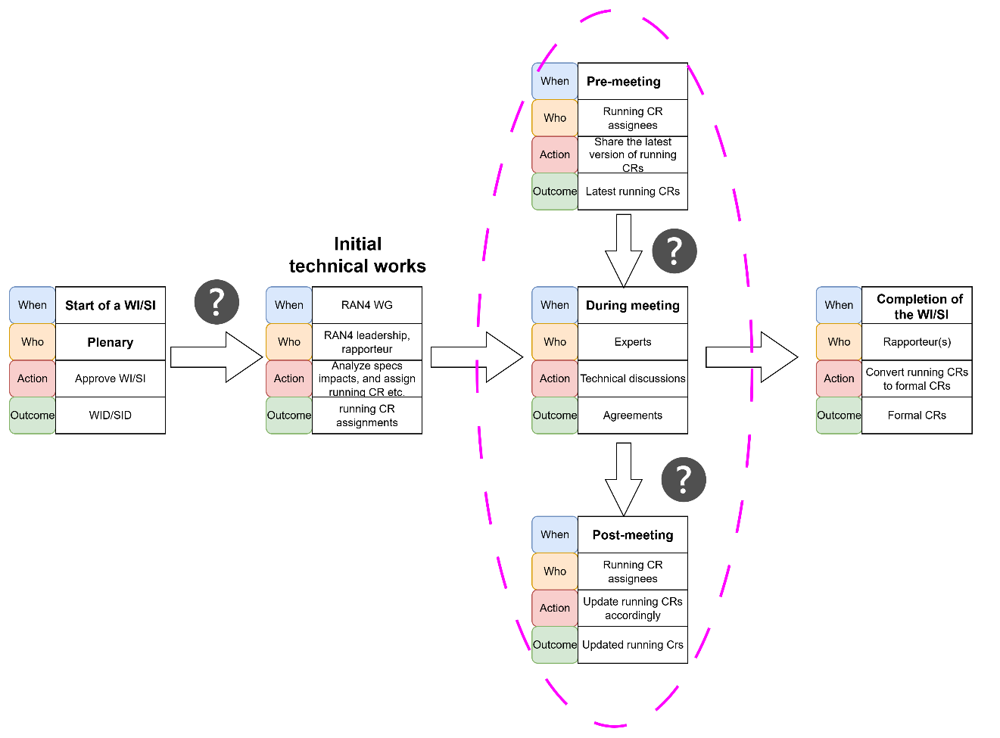 When
Pre-meeting
Who
Running CR
assignees
Action
Share the latest
version of running
CRs
Outcome
Latest running CRs
?
Initial
technical works
When
Start of a WI/SI
Who
Plenary
Action
Approve WI/SI
Outcome
WID/SID
?
When
RAN4 WG
Who
RAN4 leadership,
rapporteur
Action
Analyze specs
impacts, and assign
running CR etc.
Outcome
running CR
assignments
When
During meeting
Who
Experts
Action
Technical discussions
Outcome
Agreements
When
Completion of
the WI/SI
Who
Rapporteur(s)
Action
Convert running CRs
to formal CRs
Outcome
Formal CRs
?
When
Post-meeting
Who
Running CR
assignees
Action
Update running CRs
accordingly
Outcome
Updated running Crs